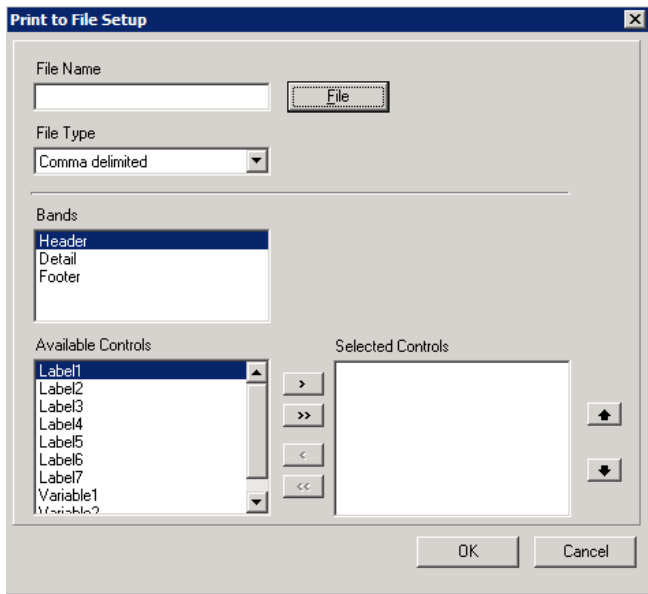 Print to File Setup
File Name
File
File Type
Comma delimited
Bands
Header
Detail
Footer
Available Controls
Selected Controls
Label1
Label2
Label3
Label4
Label5
Label6
Label7
Variable1
Variable2
>
>>
<
<<
OK
Cancel